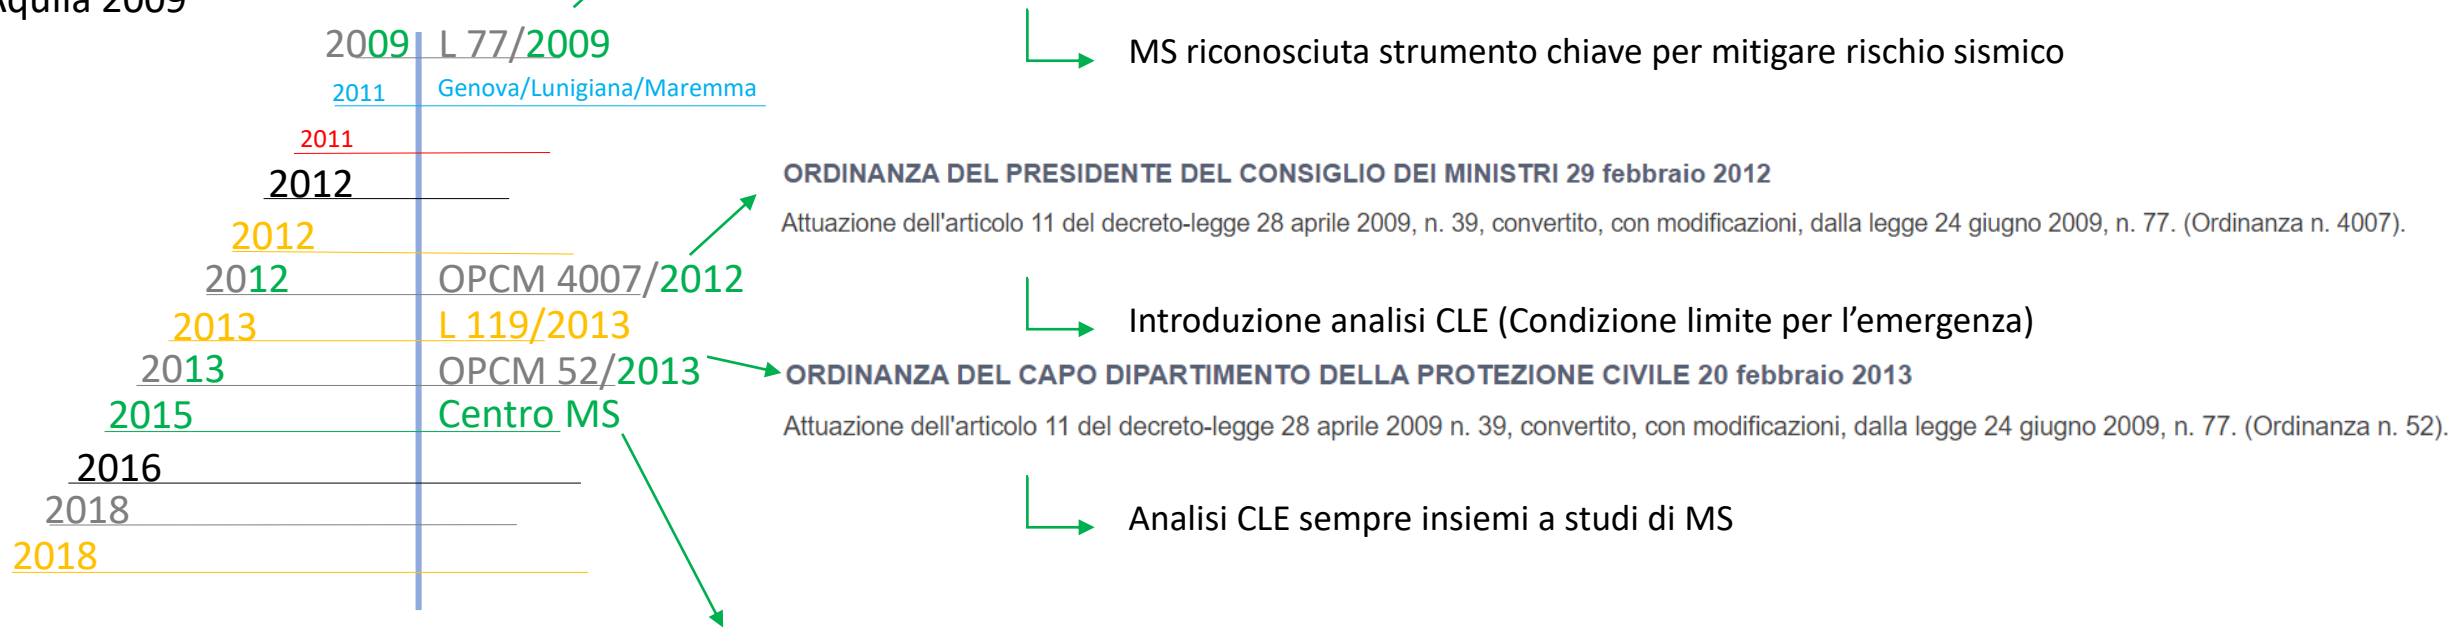 Aquila 2009
2009 L 77/2009
MS riconosciuta strumento chiave per mitigare rischio sismico
2011 Genova/Lunigiana/Maremma
2011
2012
ORDINANZA DEL PRESIDENTE DEL CONSIGLIO DEI MINISTRI 29 febbraio 2012
Attuazione dell'articolo 11 del decreto-legge 28 aprile 2009, n. 39, convertito, con modificazioni, dalla legge 24 giugno 2009, n. 77. (Ordinanza n. 4007).
2012
2012 OPCM 4007/2012
Introduzione analisi CLE (Condizione limite per l’emergenza)
2013 L 119/2013
2013 OPCM 52/2013
ORDINANZA DEL CAPO DIPARTIMENTO DELLA PROTEZIONE CIVILE 20 febbraio 2013
Attuazione dell'articolo 11 del decreto-legge 28 aprile 2009 n. 39, convertito, con modificazioni, dalla legge 24 giugno 2009, n. 77. (Ordinanza n. 52).
2015 Centro MS
2016
2018
Analisi CLE sempre insiemi a studi di MS
2018